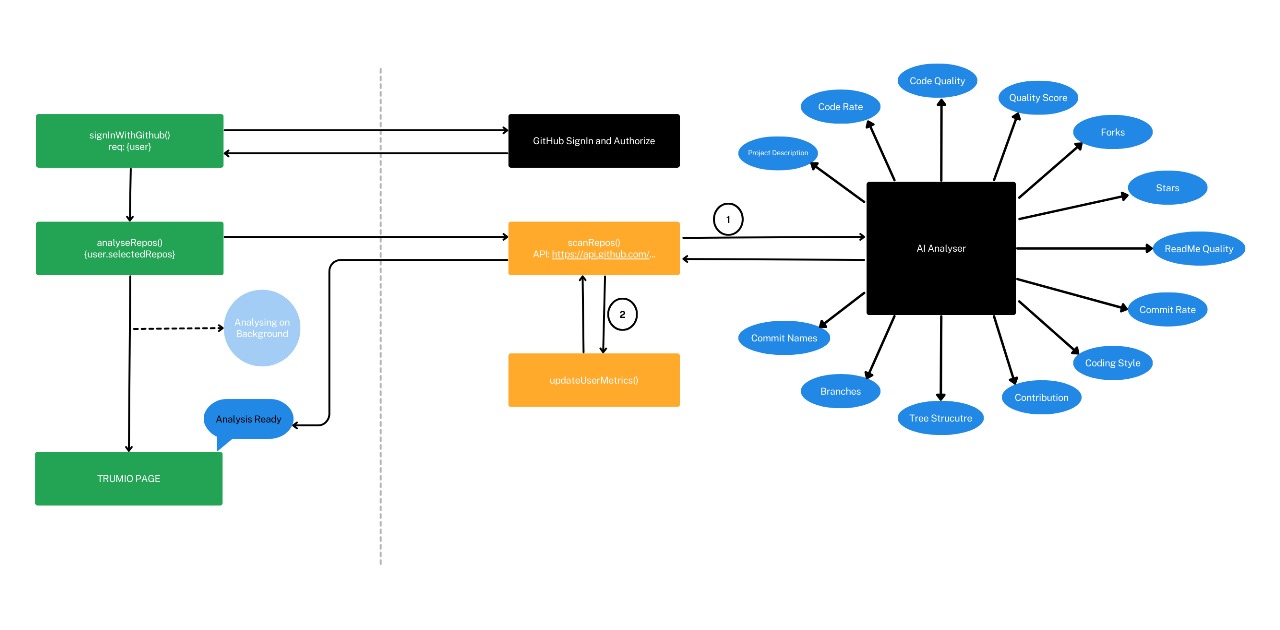 signInWithGithub()
req: {user}
GitHub SignIn and Authorize
analyseRepos()
{user.selectedRepos}
scanRepos()
API: https://api.github.com/...
1
2
updateUserMetrics()
Analysing on
Background
Analysis Ready
TRUMIO PAGE
AI Analyser
Project Description
Code Rate
Code Quality
Quality Score
Forks
Stars
ReadMe Quality
Commit Rate
Coding Style
Contribution
Tree Strucutre
Branches
Commit Names